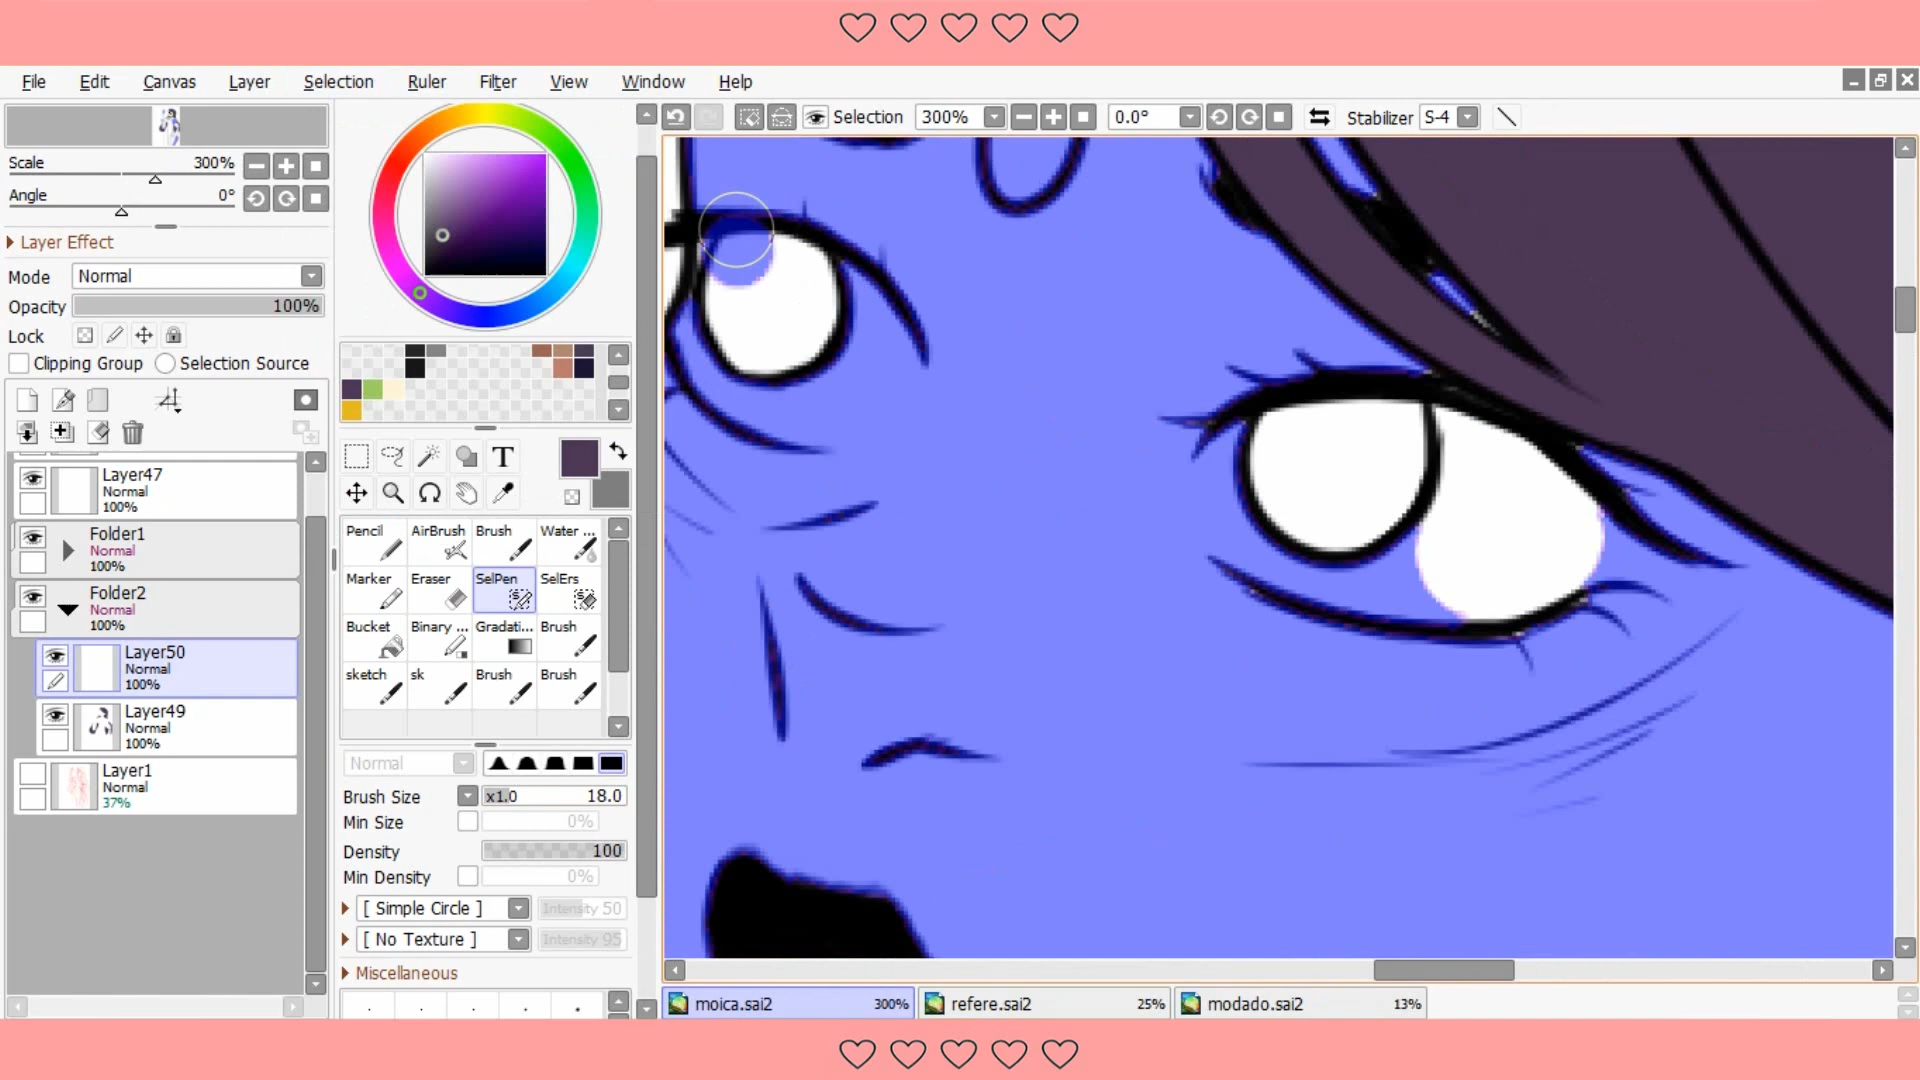 File Edit Canvas Layer Selection Ruler Filter View Window Help
Selection 300% 0.0° Stabilizer S-4
Scale 300%
Angle 0°
Layer Effect
Mode Normal
Opacity 100%
Lock
Clipping Group Selection Source
Layer47
Normal
100%
Folder1
Normal
100%
Folder2
Normal
100%
Layer50
Normal
100%
Layer49
Normal
100%
Layer1
Normal
37%
T
Pencil AirBrush Brush Water ...
Marker Eraser SelPen SelErs
Bucket Binary ... Gradati... Brush
sketch sk Brush Brush
Normal
Brush Size x1.0 18.0
Min Size 0%
Density 100
Min Density 0%
[ Simple Circle ] Intensity 50
[ No Texture ] Intensity 95
Miscellaneous
moica.sai2 300% refere.sai2 25% modado.sai2 13%